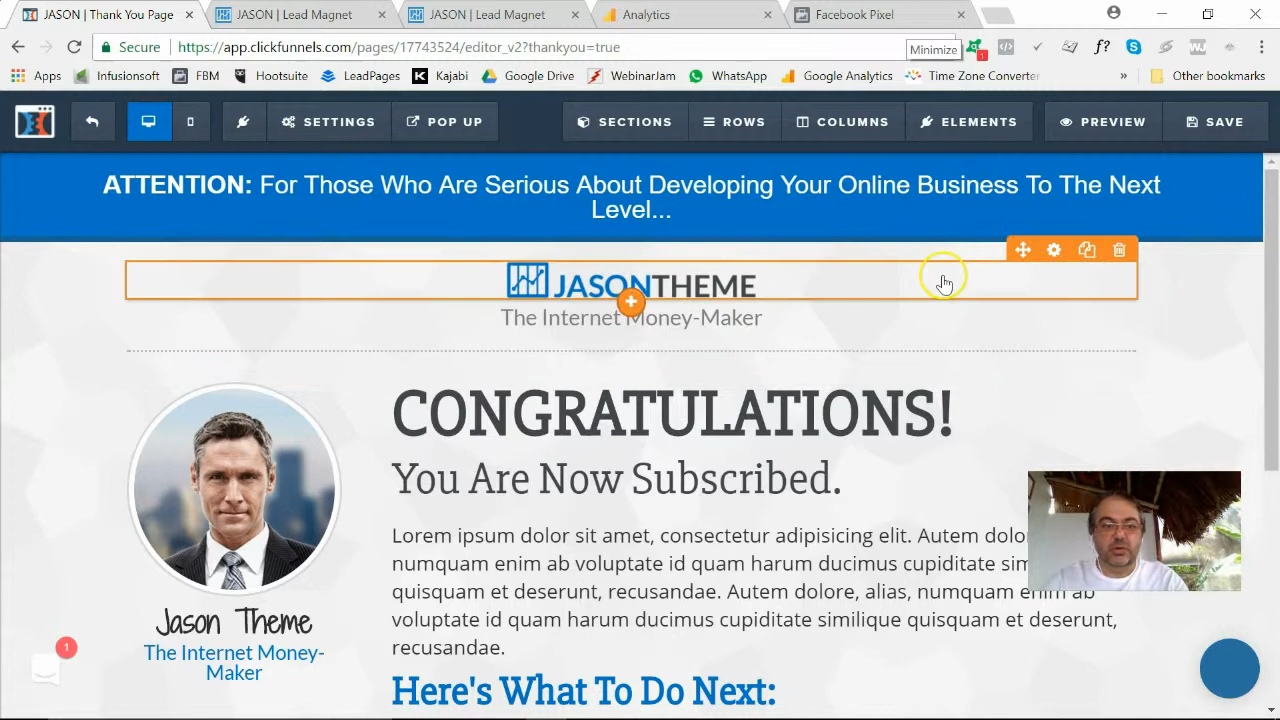 JASON | Thank You Page
JASON | Lead Magnet
JASON | Lead Magnet
Analytics
Facebook Pixel
Secure
https://app.clickfunnels.com/pages/17743524/editor_v2?thankyou=true
Minimize
1
f?
WJ
Apps
Infusionsoft
FBM
Hootsuite
LeadPages
Kajabi
Google Drive
WebinarJam
WhatsApp
Google Analytics
Time Zone Converter
»
Other bookmarks
SETTINGS
POP UP
SECTIONS
ROWS
COLUMNS
ELEMENTS
PREVIEW
SAVE
ATTENTION: For Those Who Are Serious About Developing Your Online Business To The Next
Level...
JASONTHEME
The Internet Money-Maker
CONGRATULATIONS!
You Are Now Subscribed.
Lorem ipsum dolor sit amet, consectetur adipisicing elit. Autem dolo
numquam enim ab voluptate id quam harum ducimus cupiditate sim
quisquam et deserunt, recusandae. Autem dolore, alias, numquam enim ab
voluptate id quam harum ducimus cupiditate similique quisquam et deserunt,
recusandae.
Here's What To Do Next:
Jason Theme
The Internet Money-
Maker
1